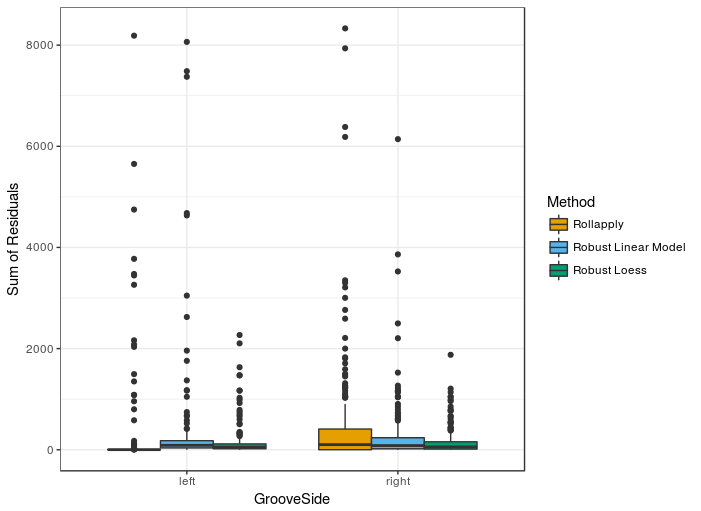 8000
6000
4000
2000
0
Sum of Residuals
left
right
GrooveSide
Method
Rollapply
Robust Linear Model
Robust Loess